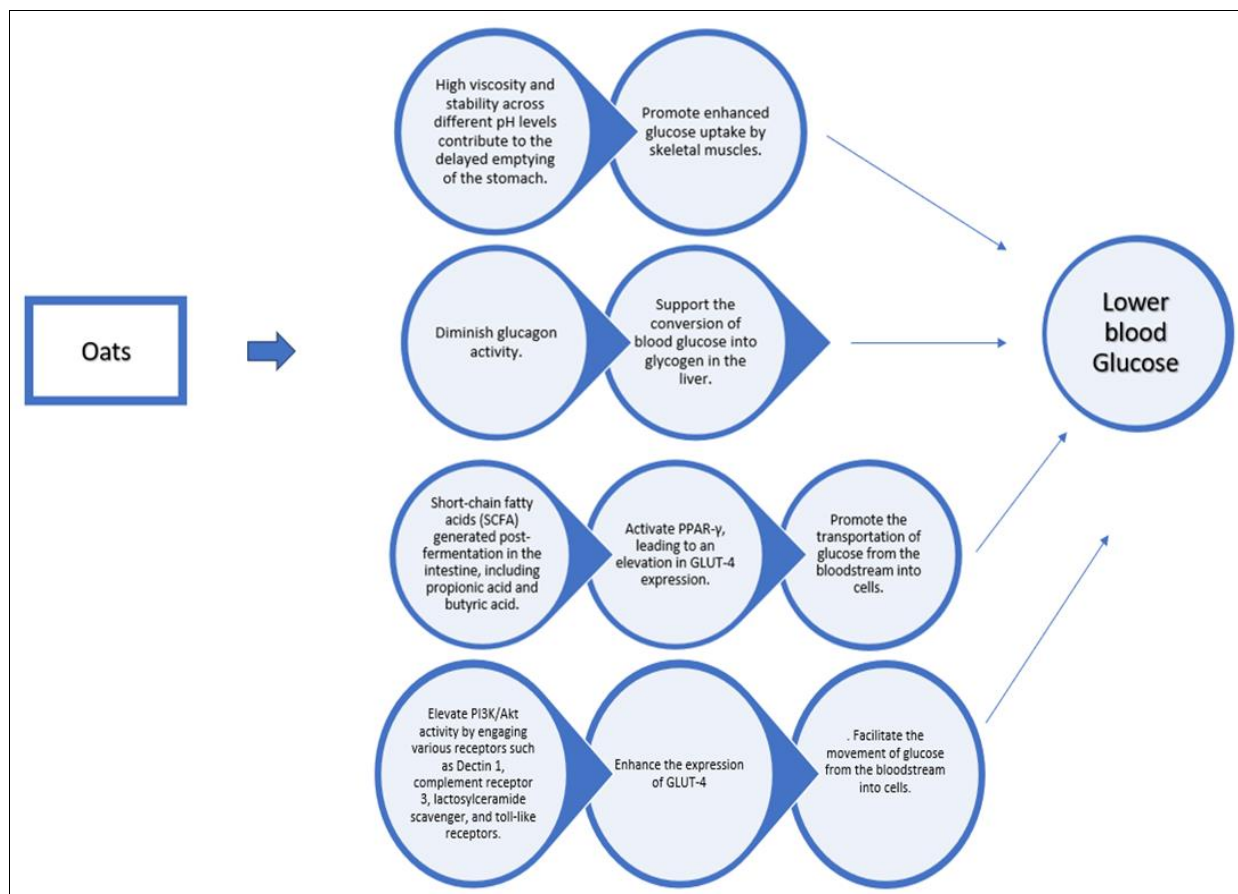 High viscosity and
stability across
different pH levels
contribute to the
delayed emptying
of the stomach.
Promote enhanced
glucose uptake by
skeletal muscles.
Oats
Diminish glucagon
activity.
Support the
conversion of
blood glucose into
glycogen in the
liver.
Lower
blood
Glucose
Short-chain fatty
acids (SCFA)
generated post-
fermentation in the
intestine, including
propionic acid and
butyric acid.
Activate PPAR-γ,
leading to an
elevation in GLUT-4
expression.
Promote the
transportation of
glucose from the
bloodstream into
cells.
Elevate PI3K/Akt
activity by engaging
various receptors such
as Dectin 1,
complement receptor
3, lactosylceramide
scavenger, and toll-like
receptors.
Enhance the expression
of GLUT-4
. Facilitate the
movement of glucose
from the bloodstream
into cells.